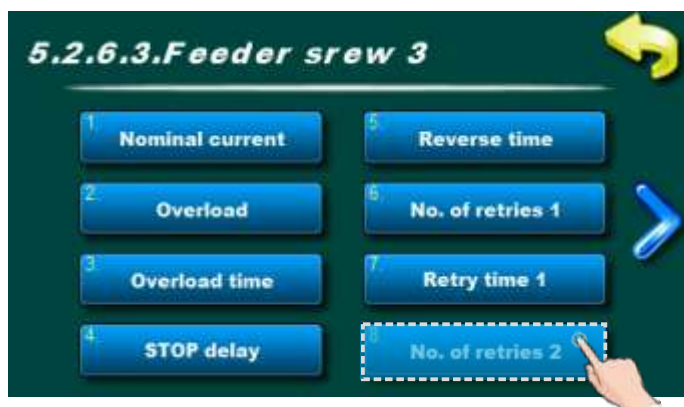 5.2.6.3.Feeder srew 3
1. Nominal current
2. Overload
3. Overload time
4. STOP delay
5. Reverse time
6. No. of retries 1
7. Retry time 1
8. No. of retries 2